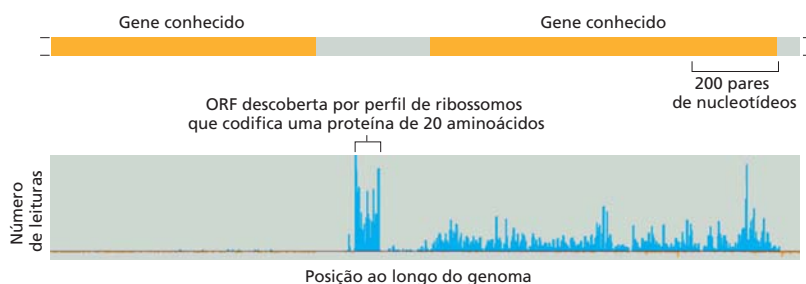 Gene conhecido
Gene conhecido
200 pares
de nucleotídeos
ORF descoberta por perfil de ribossomos
que codifica uma proteína de 20 aminoácidos
Número
de leituras
Posição ao longo do genoma